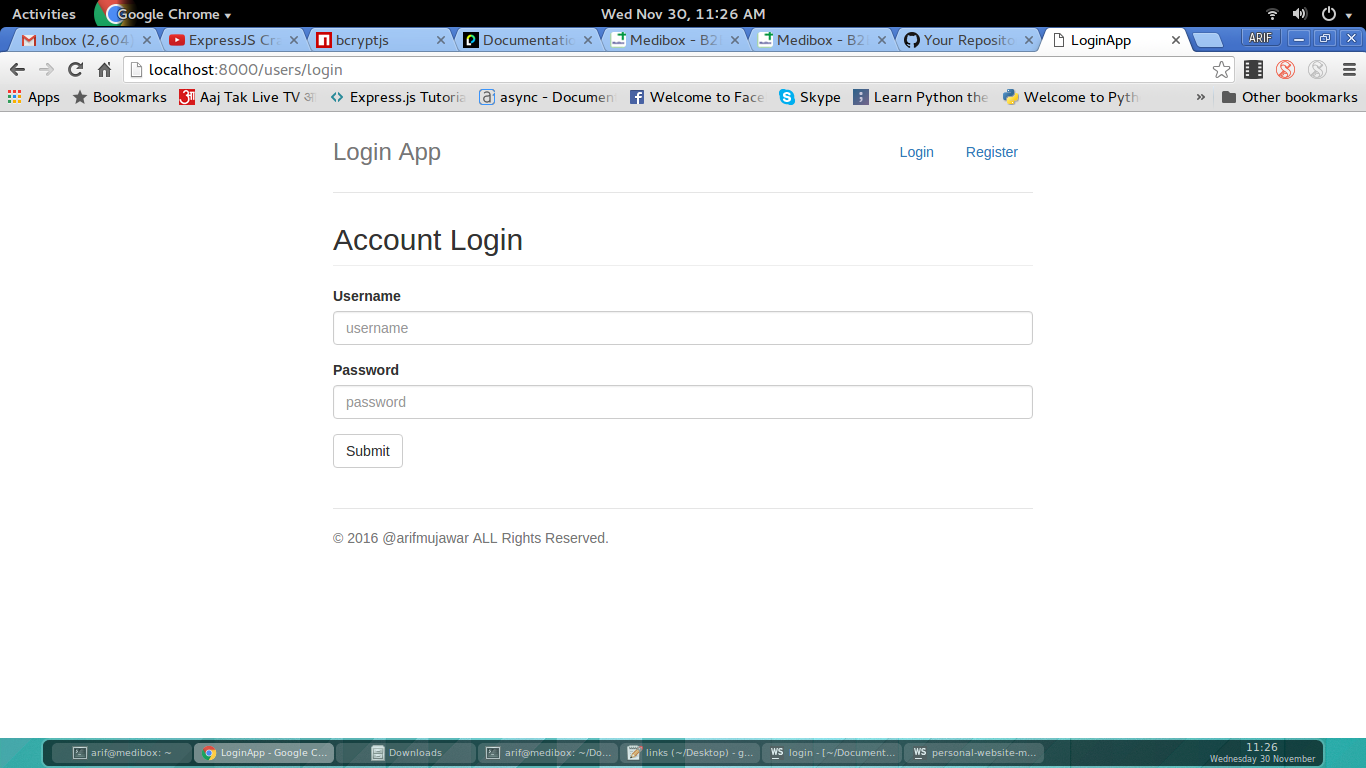 Activities Google Chrome Wed Nov 30, 11:26 AM
Inbox (2,604) ExpressJS Cra bcryptjs Documentatio Medibox - B2 Medibox - B2 Your Reposito LoginApp ARIF
localhost:8000/users/login
Apps Bookmarks Aaj Tak Live TV Express.js Tutoria async - Documen Welcome to Face Skype Learn Python the Welcome to Pyth » Other bookmarks
Login App Login Register
Account Login
Username
username
Password
password
Submit
© 2016 @arifmujawar ALL Rights Reserved.
arif@medibox: ~ LoginApp - Google C... Downloads arif@medibox: ~/Do... links (~/Desktop) - g... WS login - [~/Document... WS personal-website-m... 11:26
Wednesday 30 November